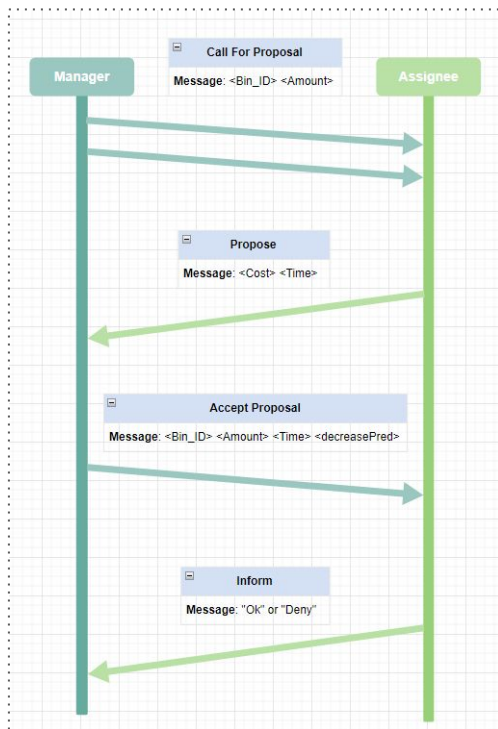 Call For Proposal
Manager
Message: <Bin_ID> <Amount>
Assignee
Propose
Message: <Cost> <Time>
Accept Proposal
Message: <Bin_ID> <Amount> <Time> <decreasePred>
Inform
Message: "Ok" or "Deny"